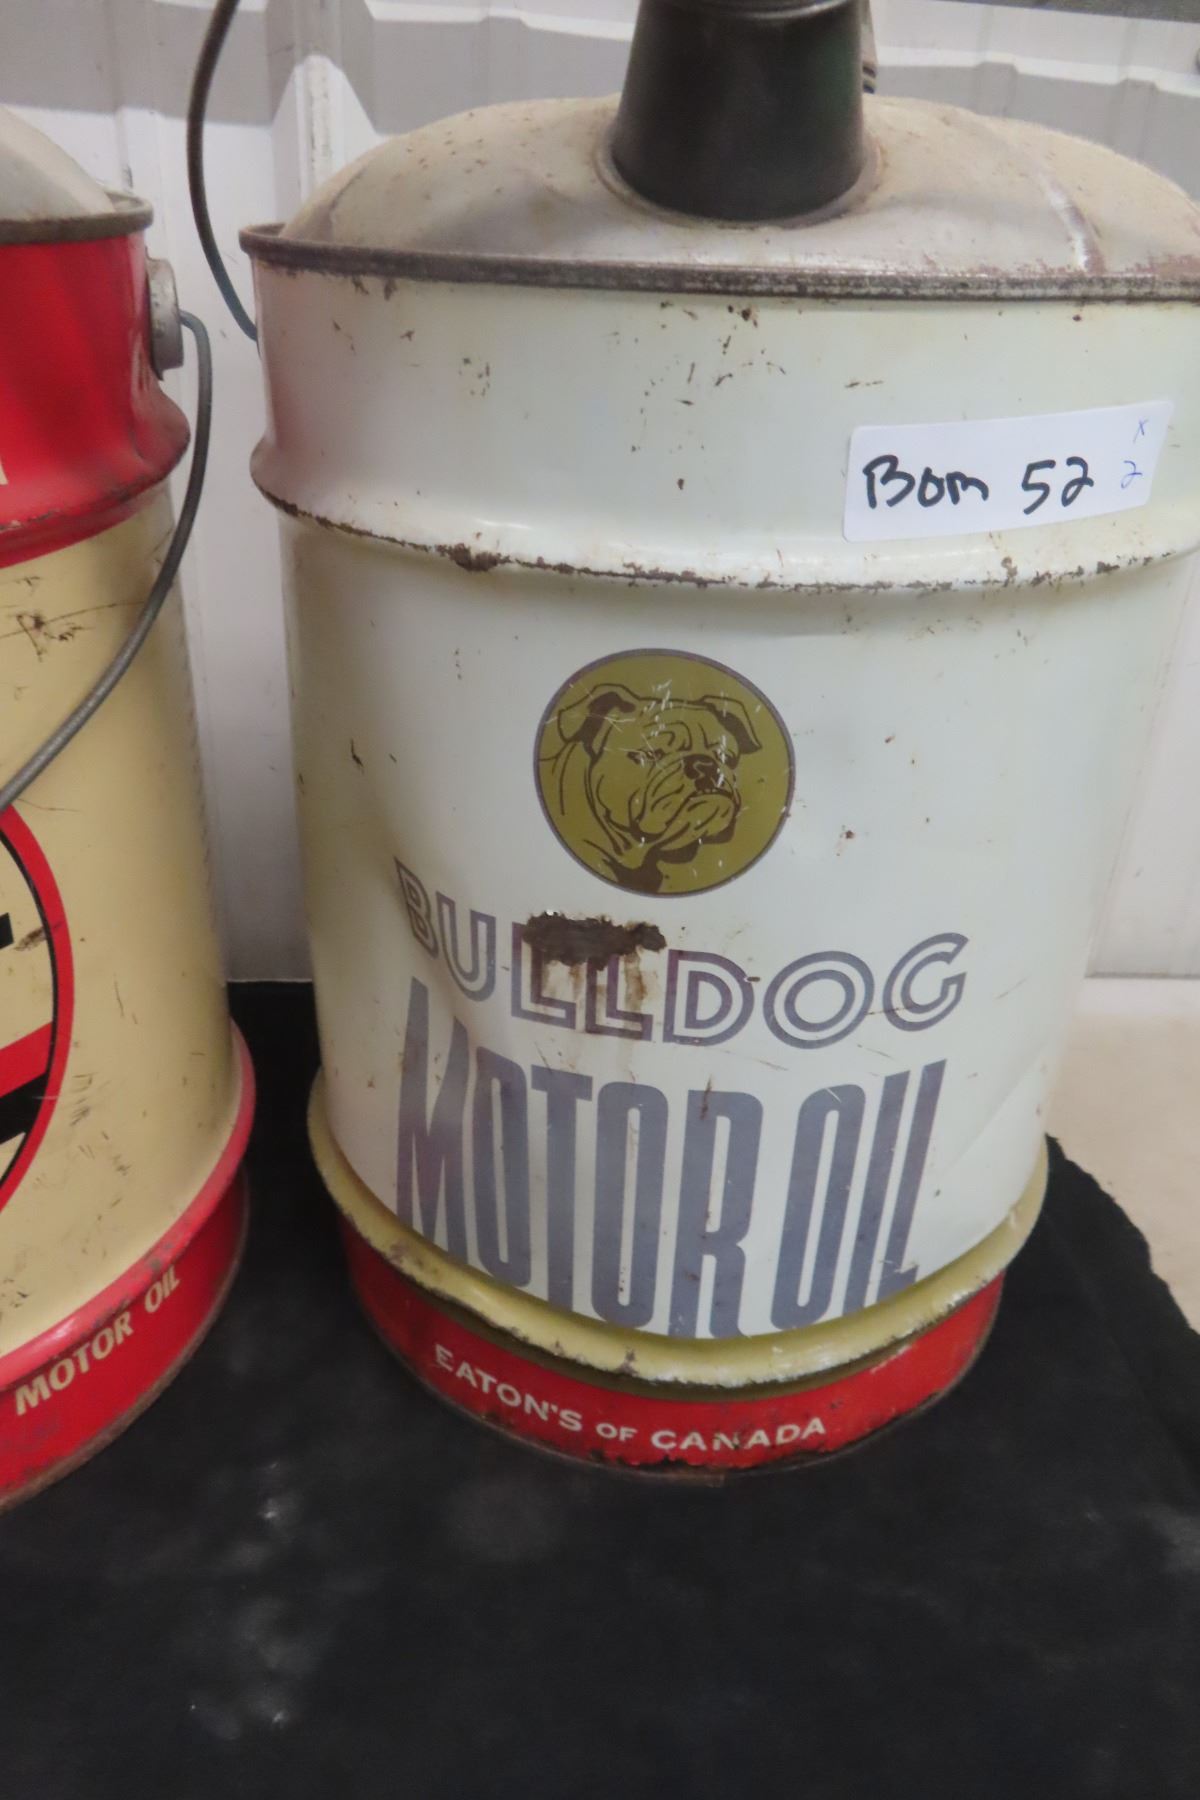 Bom 52 x 2
BULLDOG
MOTOR OIL
EATON'S OF CANADA
MOTOR OIL